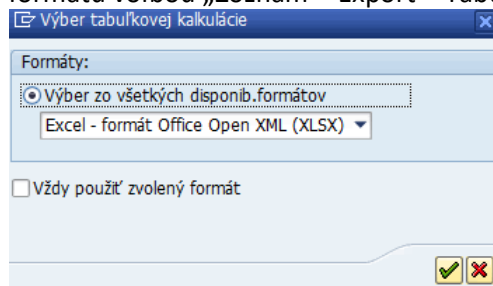 Výber tabuľkovej kalkulácie
Formáty:
Výber zo všetkých disponib.formátov
Excel - formát Office Open XML (XLSX)
Vždy použiť zvolený formát